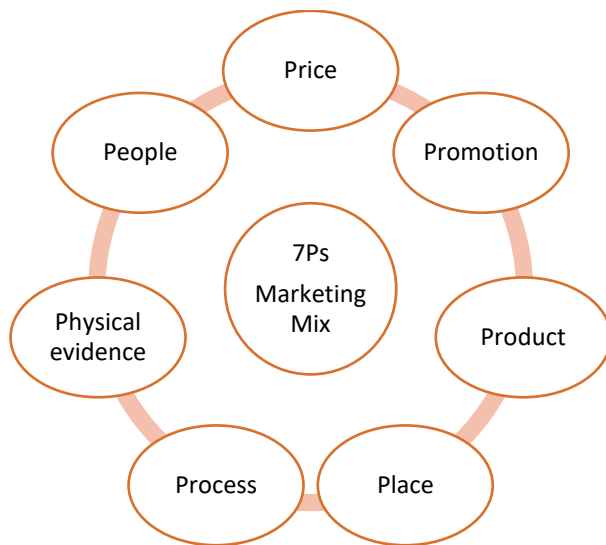 Price
Promotion
Product
Place
Process
Physical
evidence
People
7Ps
Marketing
Mix